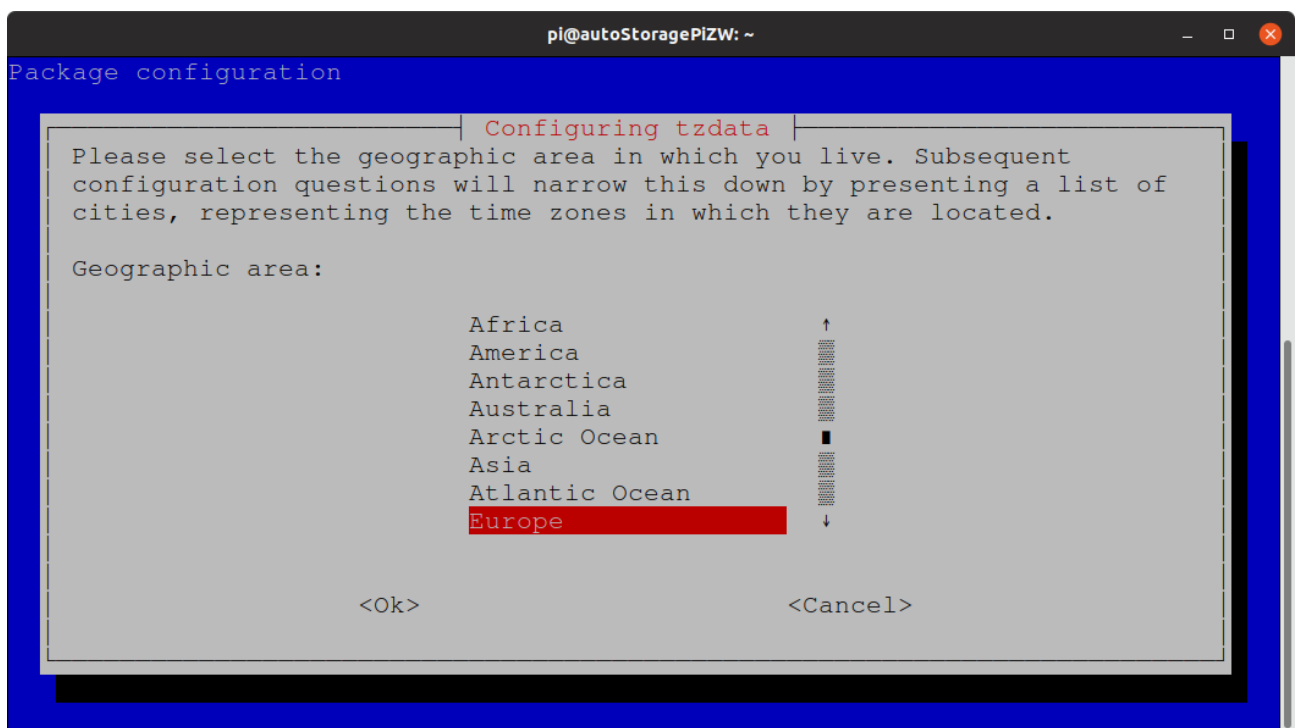 pi@autoStoragePiZW: ~
Package configuration
Configuring tzdata
Please select the geographic area in which you live. Subsequent
configuration questions will narrow this down by presenting a list of
cities, representing the time zones in which they are located.
Geographic area:
Africa
America
Antarctica
Australia
Arctic Ocean
Asia
Atlantic Ocean
Europe
<Ok> <Cancel>